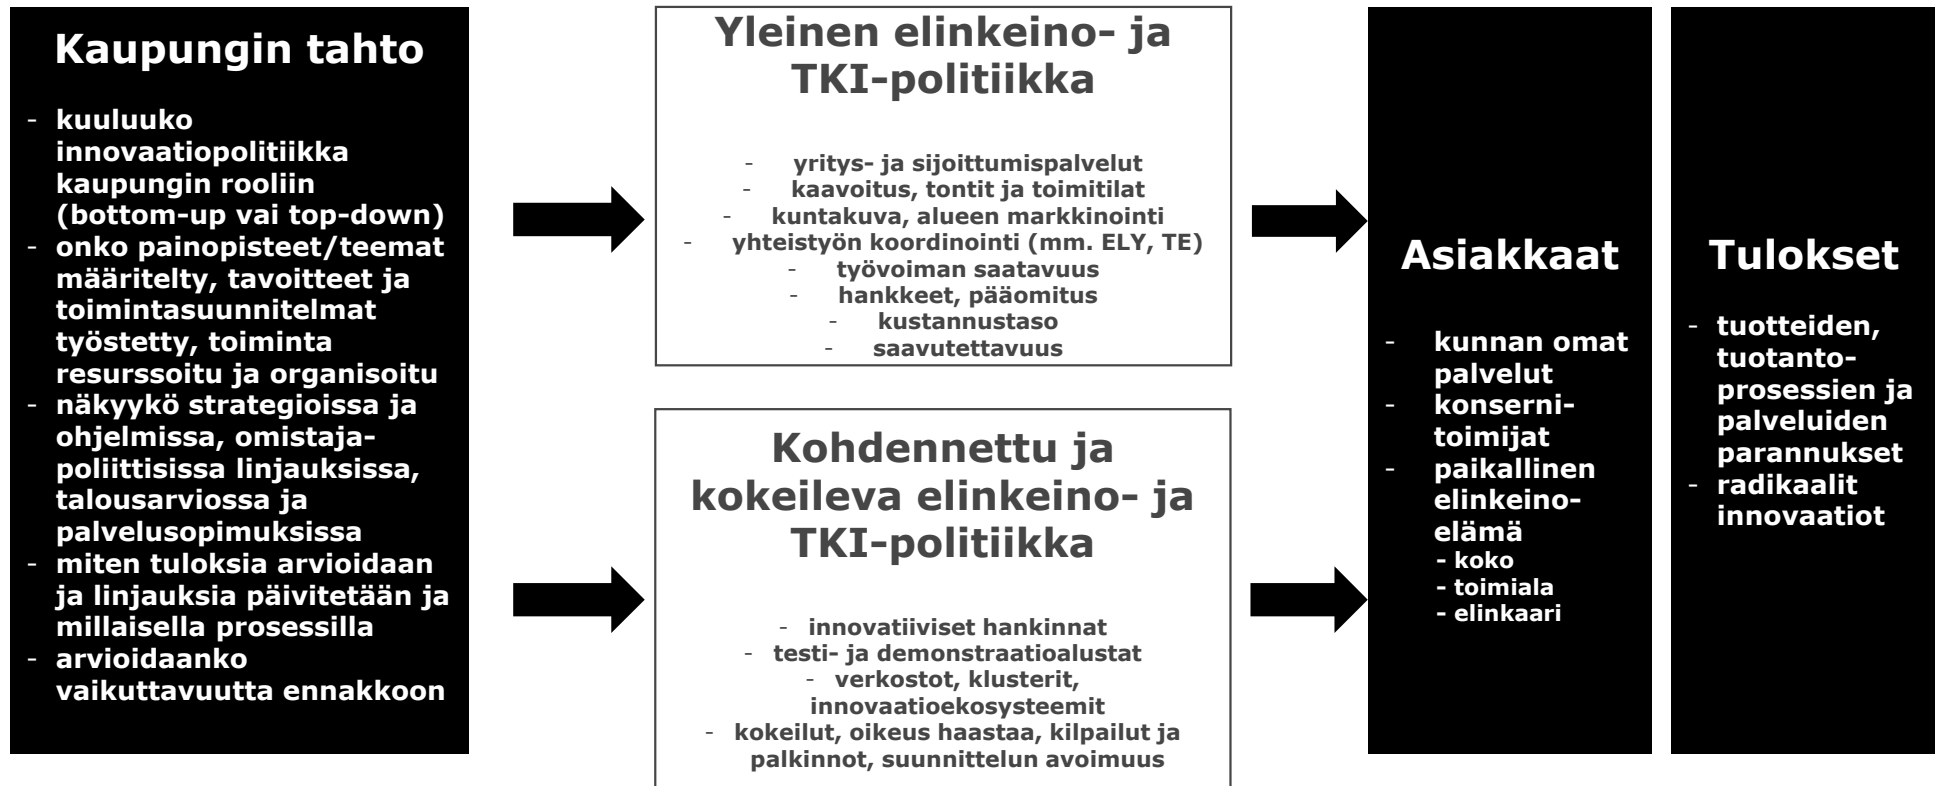 Kaupungin tahto
- kuuluuko
innovaatiopolitiikka
kaupungin rooliin
(bottom-up vai top-down)
- onko painopisteet/teemat
määritelty, tavoitteet ja
toimintasuunnitelmat
työstetty, toiminta
resurssoitu ja organisoitu
- näkyykö strategioissa ja
ohjelmissa, omistaja-
poliittisissa linjauksissa,
talousarviossa ja
palvelusopimuksissa
- miten tuloksia arvioidaan
ja linjauksia päivitetään ja
millaisella prosessilla
- arvioidaanko
vaikuttavuutta ennakkoon
Yleinen elinkeino- ja
TKI-politiikka
- yritys- ja sijoittumispalvelut
- kaavoitus, tontit ja toimitilat
- kuntakuva, alueen markkinointi
- yhteistyön koordinointi (mm. ELY, TE)
- työvoiman saatavuus
- hankkeet, pääomitus
- kustannustaso
- saavutettavuus
Kohdennettu ja
kokeileva elinkeino- ja
TKI-politiikka
- innovatiiviset hankinnat
- testi- ja demonstraatioalustat
- verkostot, klusterit,
innovaatioekosysteemit
- kokeilut, oikeus haastaa, kilpailut ja
palkinnot, suunnittelun avoimuus
Asiakkaat
- kunnan omat
palvelut
- konserni-
toimijat
- paikallinen
elinkeino-
elämä
- koko
- toimiala
- elinkaari
Tulokset
- tuotteiden,
tuotanto-
prosessien ja
palveluiden
parannukset
- radikaalit
innovaatiot